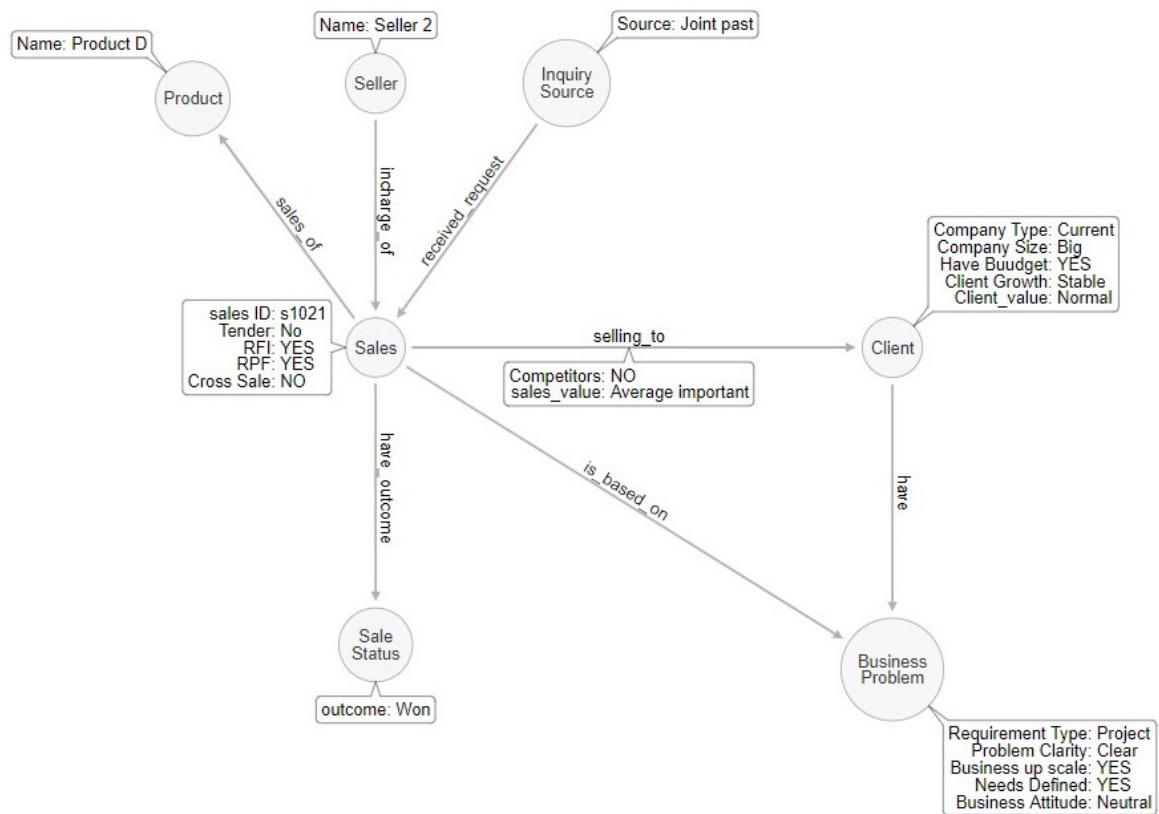 Name: Product D
Product
Name: Seller 2
Seller
Source: Joint past
Inquiry
Source
sales_of
incharge_of
received_request
sales ID: s1021
Tender: No
RFI: YES
RPF: YES
Cross Sale: NO
Sales
selling_to
Competitors: NO
sales_value: Average important
Company Type: Current
Company Size: Big
Have Buudget: YES
Client Growth: Stable
Client_value: Normal
Client
have_outcome
is_based_on
have
Sale
Status
outcome: Won
Business
Problem
Requirement Type: Project
Problem Clarity: Clear
Business up scale: YES
Needs Defined: YES
Business Attitude: Neutral